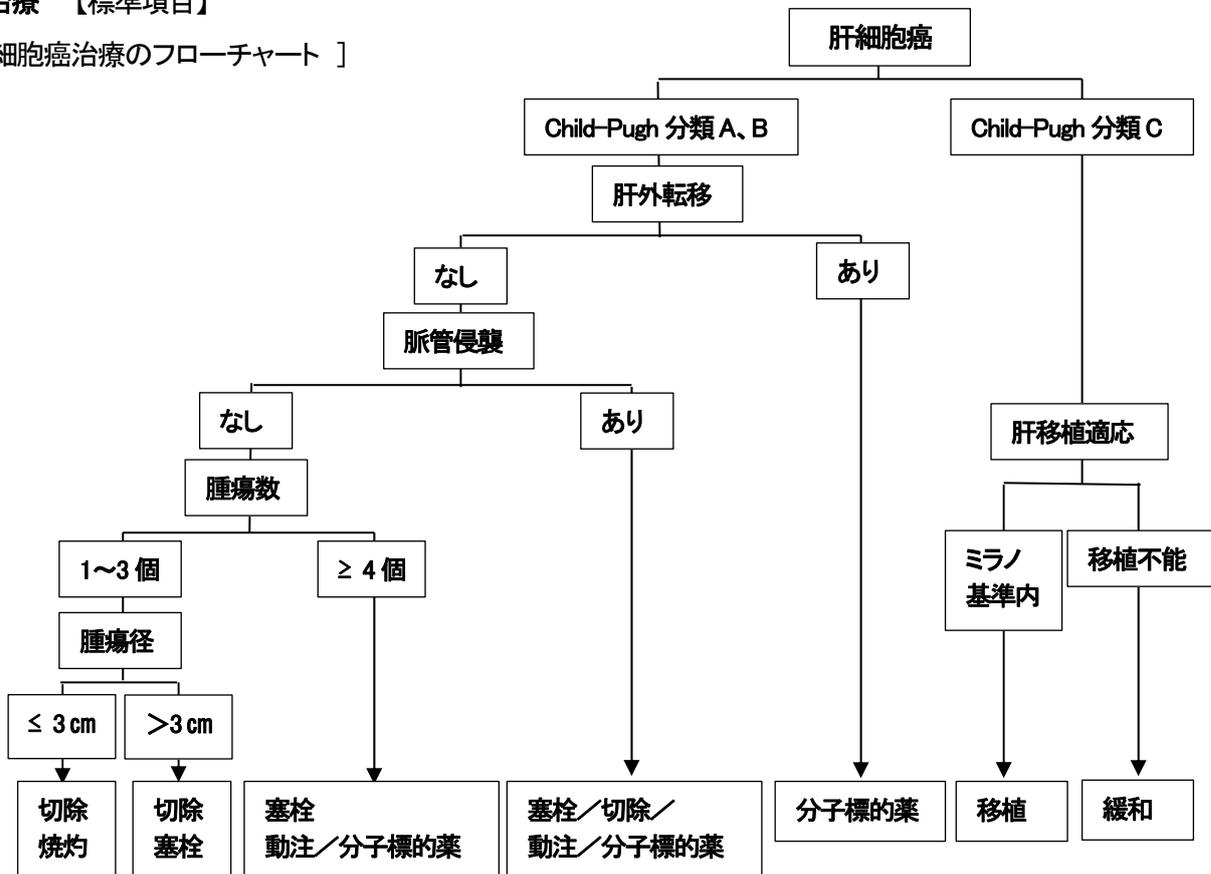 治療 【標準項目】
細胞癌治療のフローチャート ]
肝細胞癌
Child-Pugh 分類 A、B
Child-Pugh 分類 C
肝外転移
なし
あり
脈管侵襲
なし
あり
肝移植適応
腫瘍数
1～3 個
≥ 4 個
ミラノ
基準内
移植不能
腫瘍径
≤ 3 cm
＞3 cm
切除
焼灼
切除
塞栓
塞栓
動注／分子標的薬
塞栓／切除／
動注／分子標的薬
分子標的薬
移植
緩和